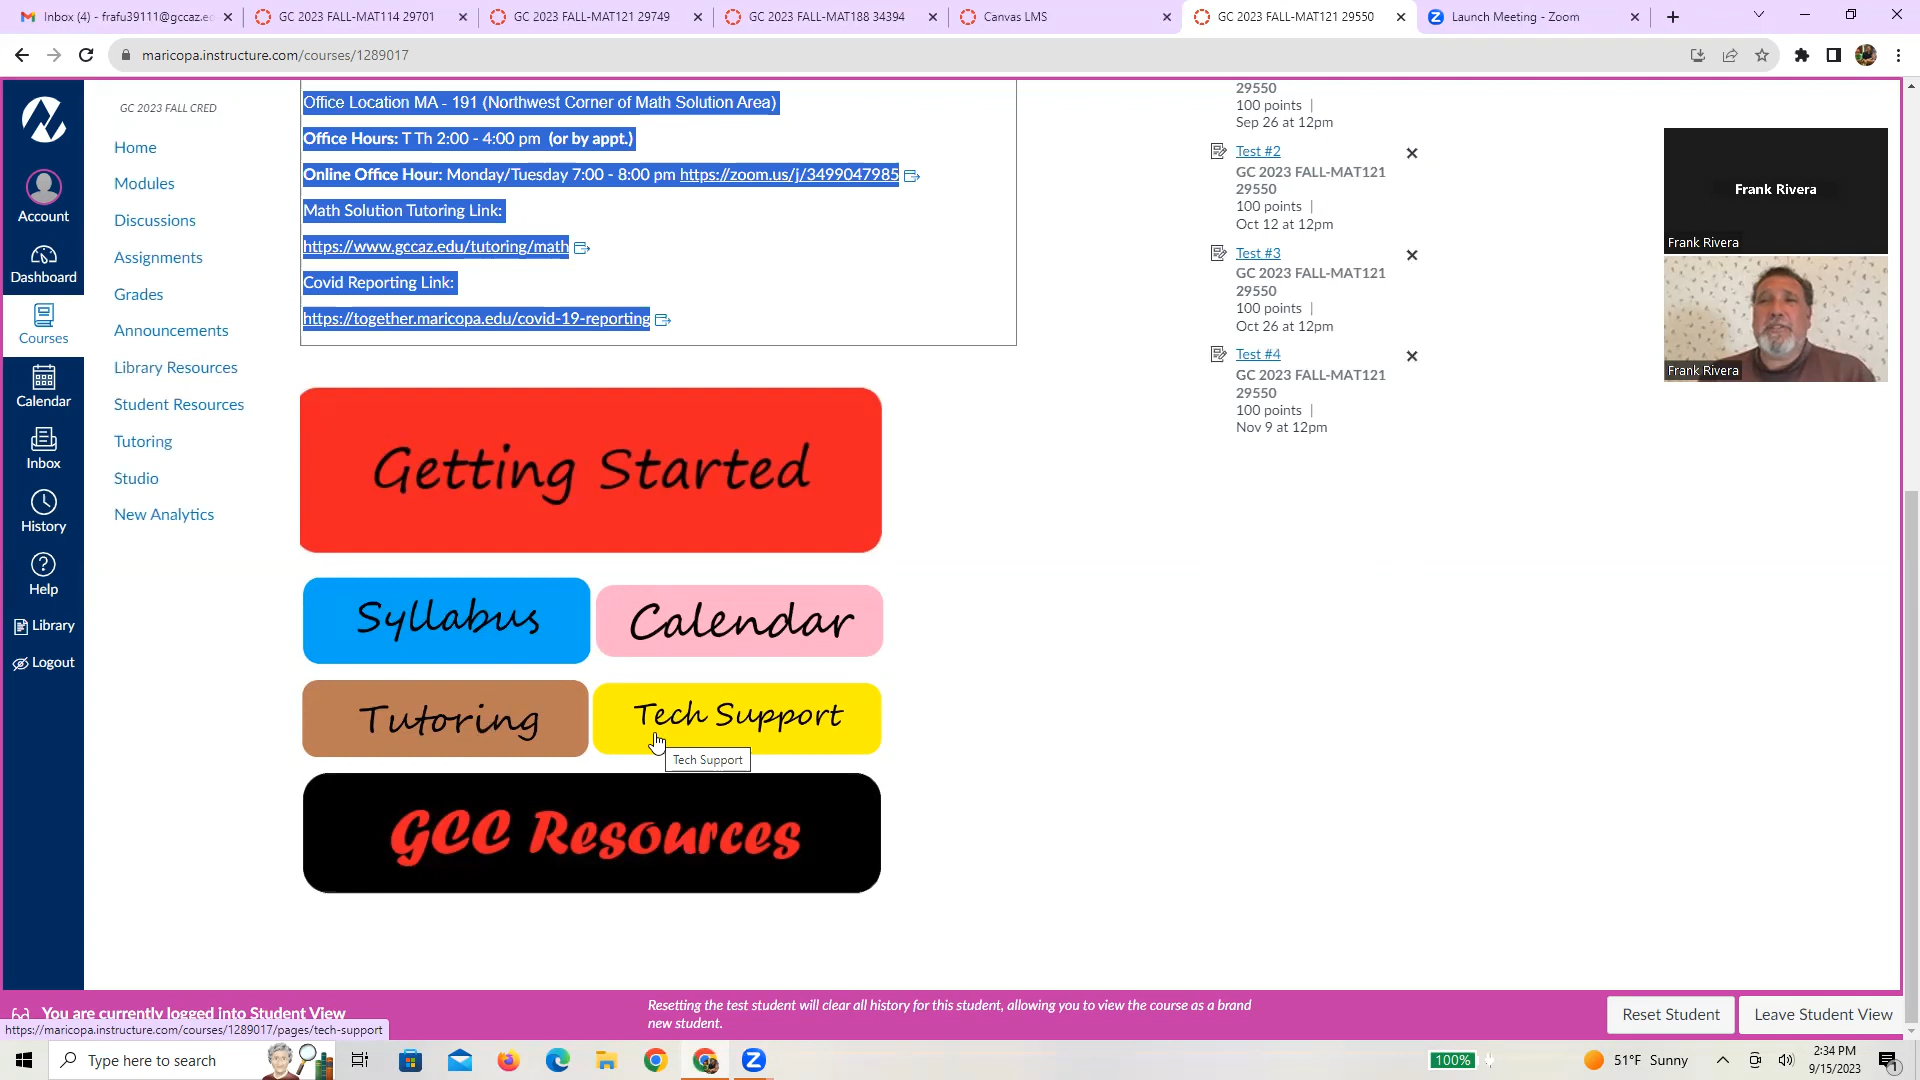 Inbox (4) - frafu39111@gccaz.e
GC 2023 FALL-MAT114 29701
GC 2023 FALL-MAT121 29749
GC 2023 FALL-MAT188 34394
Canvas LMS
GC 2023 FALL-MAT121 29550
Launch Meeting - Zoom
maricopa.instructure.com/courses/1289017
Account
Dashboard
Courses
Calendar
Inbox
History
Help
Library
Logout
GC 2023 FALL CRED
Home
Modules
Discussions
Assignments
Grades
Announcements
Library Resources
Student Resources
Tutoring
Studio
New Analytics
Office Location MA - 191 (Northwest Corner of Math Solution Area)
Office Hours: T Th 2:00 - 4:00 pm (or by appt.)
Online Office Hour: Monday/Tuesday 7:00 - 8:00 pm https://zoom.us/j/3499047985
Math Solution Tutoring Link:
https://www.gccaz.edu/tutoring/math
Covid Reporting Link:
https://together.maricopa.edu/covid-19-reporting
Getting Started
Syllabus
Calendar
Tutoring
Tech Support
Tech Support
GCC Resources
29550
100 points |
Sep 26 at 12pm
Test #2
GC 2023 FALL-MAT121
29550
100 points |
Oct 12 at 12pm
Test #3
GC 2023 FALL-MAT121
29550
100 points |
Oct 26 at 12pm
Test #4
GC 2023 FALL-MAT121
29550
100 points |
Nov 9 at 12pm
Frank Rivera
Frank Rivera
Frank Rivera
You are currently logged into Student View
Resetting the test student will clear all history for this student, allowing you to view the course as a brand
new student.
Reset Student
Leave Student View
https://maricopa.instructure.com/courses/1289017/pages/tech-support
Type here to search
100%
51°F Sunny
2:34 PM
9/15/2023
1